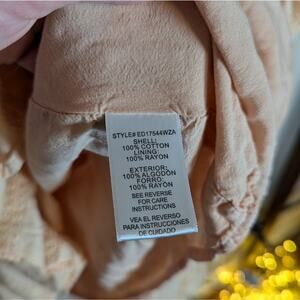 STYLE# ED17544WZA
SHELL:
100% COTTON
LINING:
100% RAYON
EXTERIOR:
100% ALGODON
FORRO:
100% RAYON
SEE REVERSE
FOR CARE
INSTRUCTIONS
VEA EL REVERSO
PARA INSTRUCCIONES
DE CUIDADO